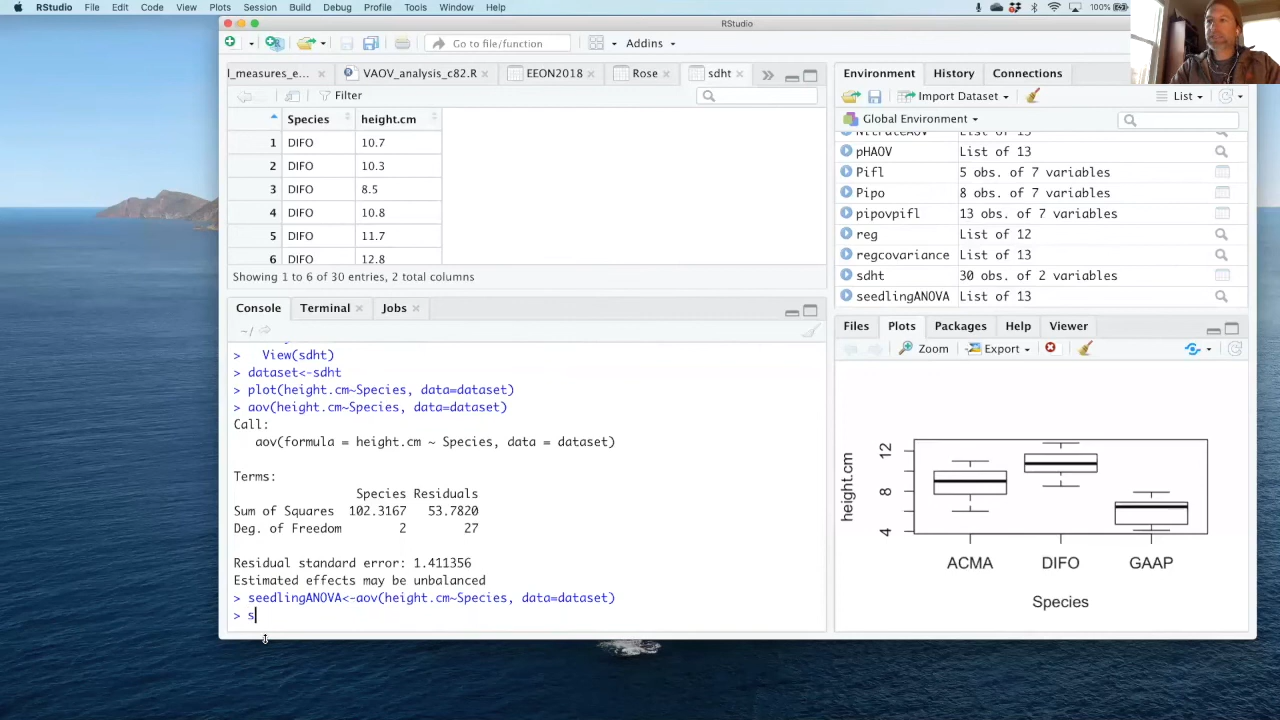 RStudio File Edit Code View Plots Session Build Debug Profile Tools Window Help 100%
RStudio
Go to file/function Addins
l_measures_e... VAOV_analysis_c82.R EEON2018 Rose sdht
Filter
Species height.cm
1 DIFO 10.7
2 DIFO 10.3
3 DIFO 8.5
4 DIFO 10.8
5 DIFO 11.7
6 DIFO 12.8
Showing 1 to 6 of 30 entries, 2 total columns
Console Terminal Jobs
~/
> View(sdht)
> dataset<-sdht
> plot(height.cm~Species, data=dataset)
> aov(height.cm~Species, data=dataset)
Call:
aov(formula = height.cm ~ Species, data = dataset)
Terms:
Species Residuals
Sum of Squares 102.3167 53.7820
Deg. of Freedom 2 27
Residual standard error: 1.411356
Estimated effects may be unbalanced
> seedlingANOVA<-aov(height.cm~Species, data=dataset)
> s
Environment History Connections
Import Dataset List
Global Environment
NitrateAOV List of 13
pHAOV List of 13
Pifl 5 obs. of 7 variables
Pipo 8 obs. of 7 variables
pipovpifl 13 obs. of 7 variables
reg List of 12
regcovariance List of 13
sdht 30 obs. of 2 variables
seedlingANOVA List of 13
Files Plots Packages Help Viewer
Zoom Export
height.cm
12
8
4
ACMA DIFO GAAP
Species